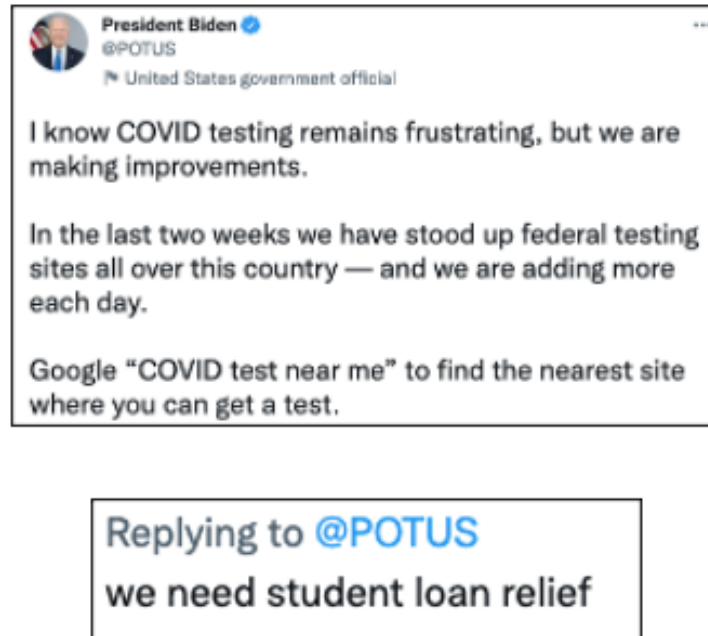 President Biden
@POTUS
United States government official
I know COVID testing remains frustrating, but we are
making improvements.
In the last two weeks we have stood up federal testing
sites all over this country — and we are adding more
each day.
Google “COVID test near me” to find the nearest site
where you can get a test.
Replying to @POTUS
we need student loan relief